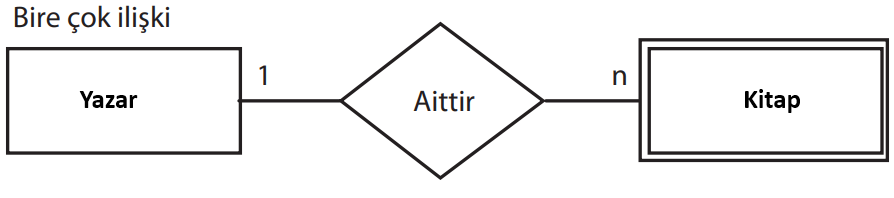 Bire çok ilişki
Yazar
1
Aittir
n
Kitap